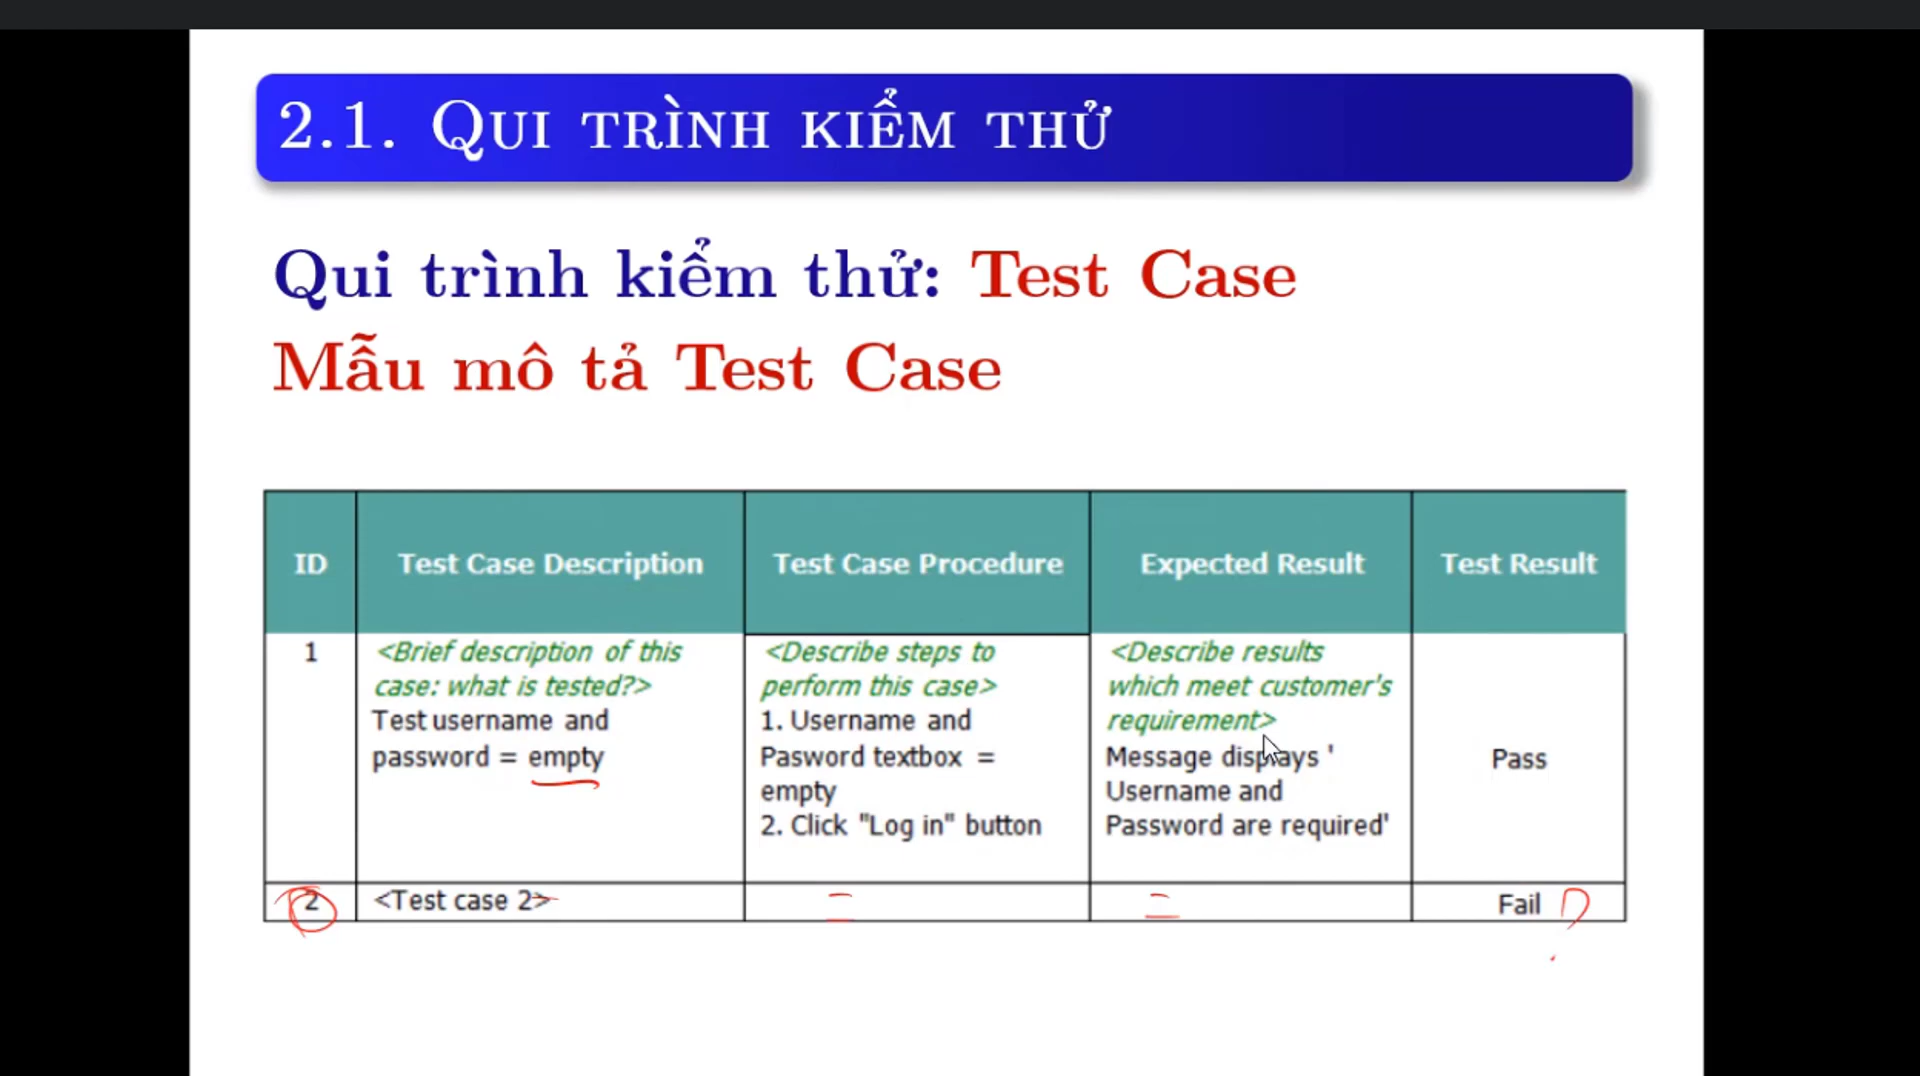 2.1. QUI TRÌNH KIỂM THỬ
Qui trình kiểm thử: Test Case
Mẫu mô tả Test Case
ID
Test Case Description
Test Case Procedure
Expected Result
Test Result
1
<Brief description of this
case: what is tested?>
Test username and
password = empty
<Describe steps to
perform this case>
1. Username and
Pasword textbox =
empty
2. Click "Log in" button
<Describe results
which meet customer's
requirement>
Message displays '
Username and
Password are required'
Pass
2
<Test case 2>
Fail ?